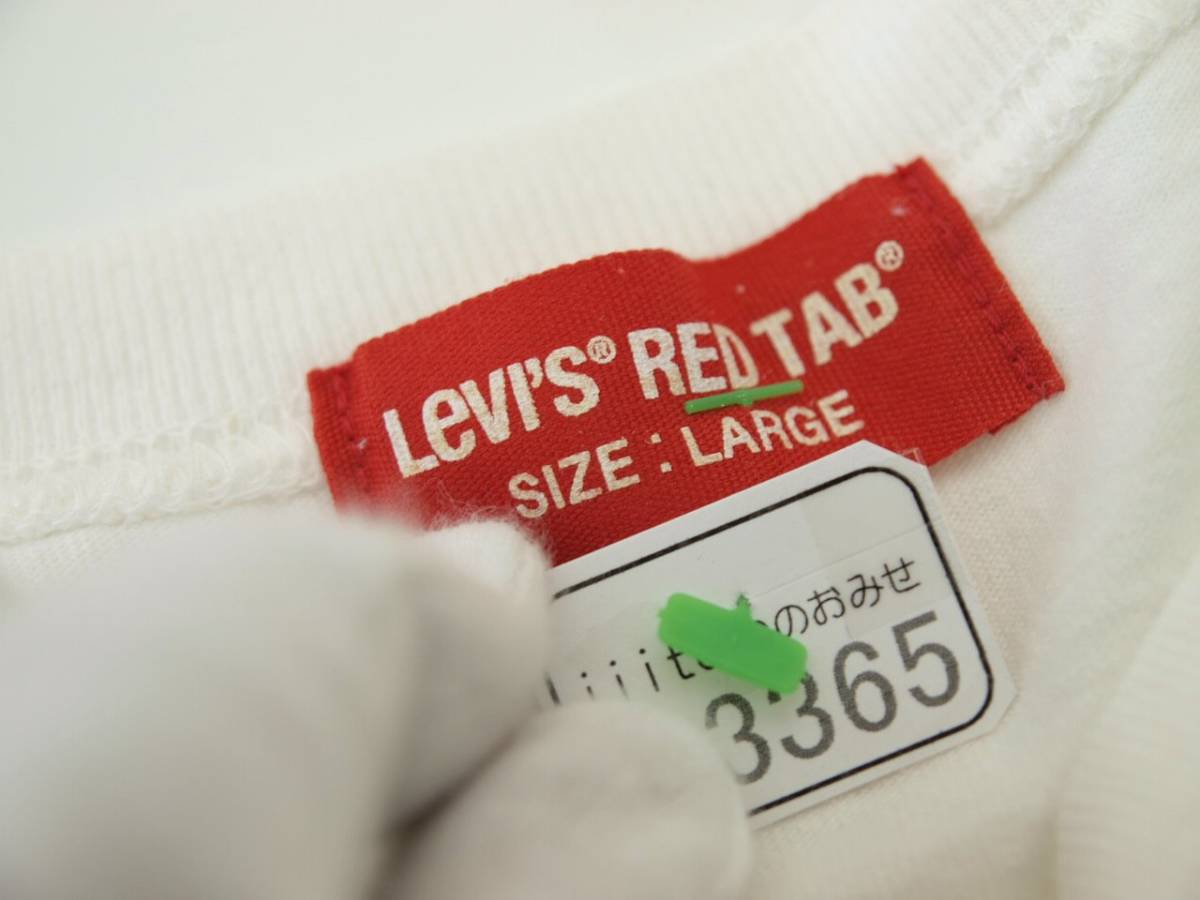 LEVI'S® RED TAB®
SIZE : LARGE
のおみせ
3365